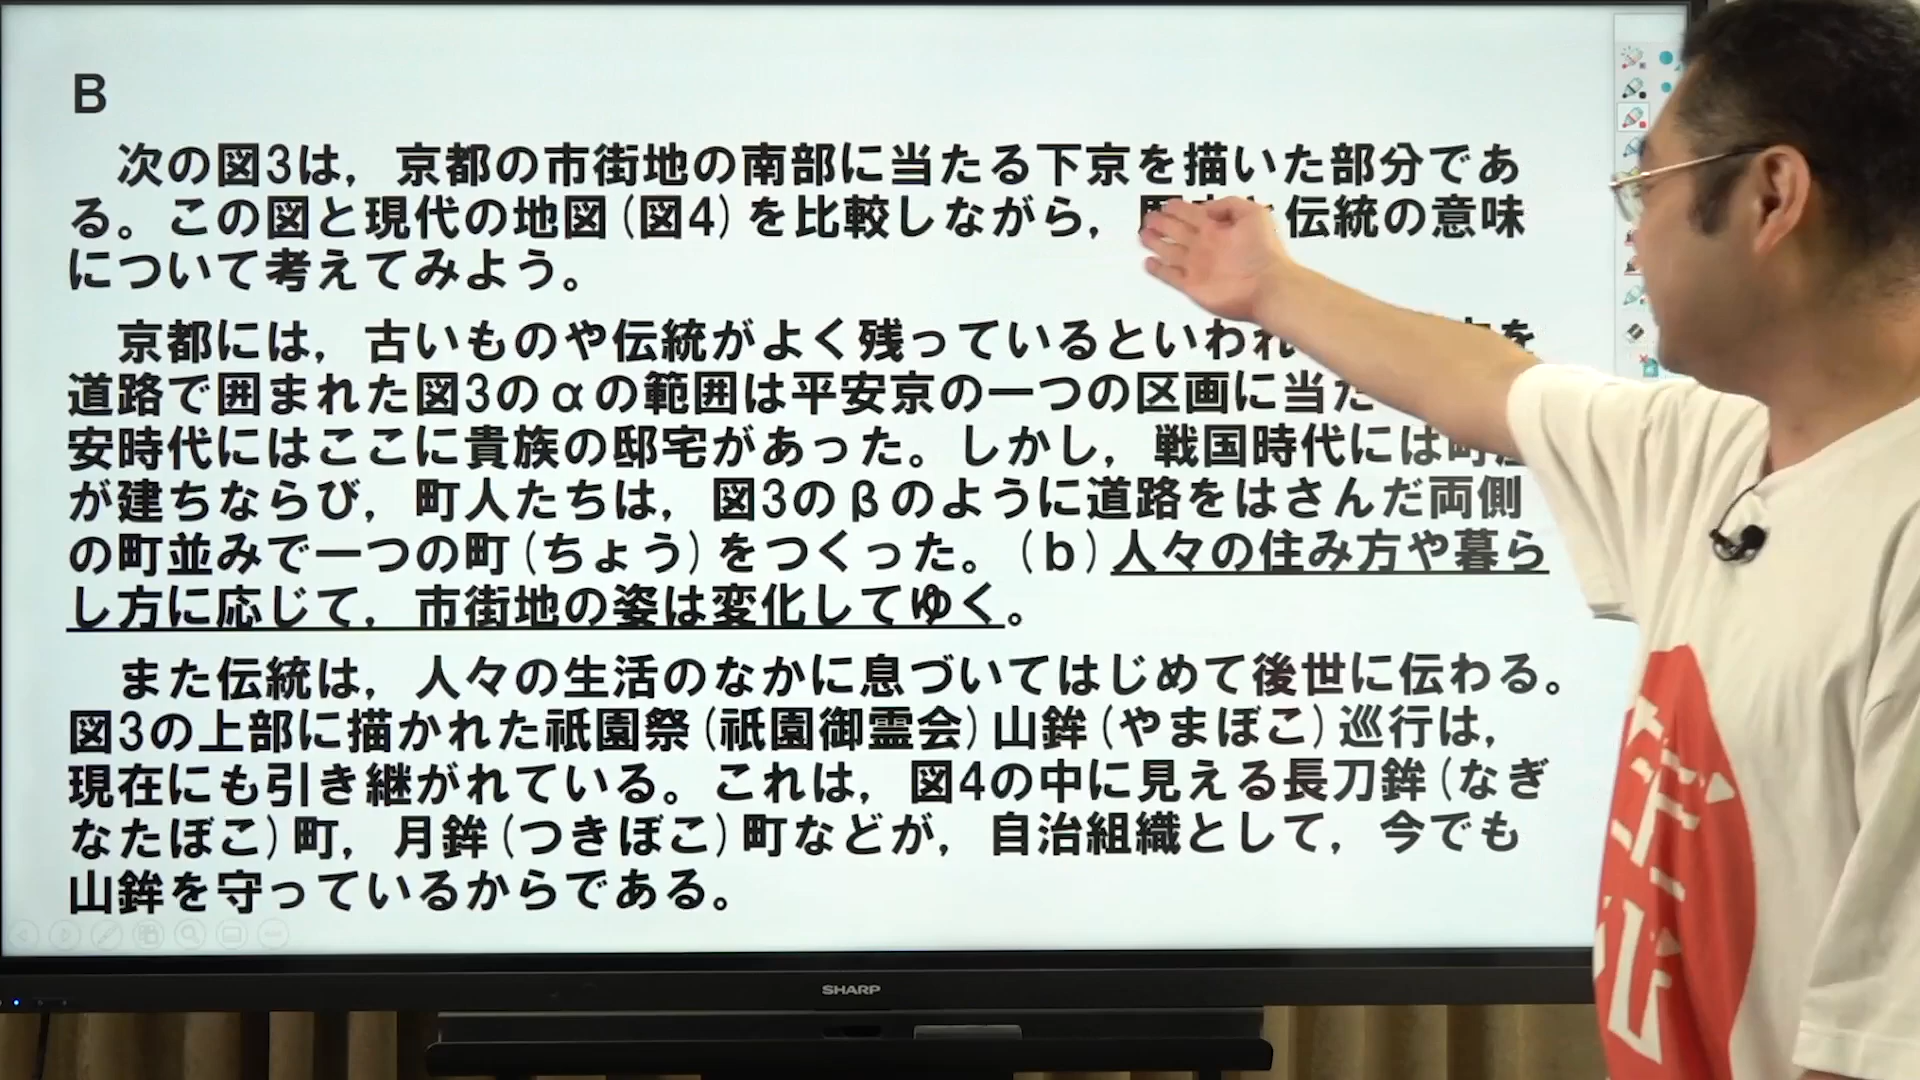 B
次の図3は，京都の市街地の南部に当たる下京を描いた部分であ
る。この図と現代の地図(図4)を比較しながら，伝統の意味
について考えてみよう。
京都には，古いものや伝統がよく残っているといわれ を
道路で囲まれた図3のαの範囲は平安京の一つの区画に当た
安時代にはここに貴族の邸宅があった。しかし，戦国時代には町
が建ちならび，町人たちは，図3のβのように道路をはさんだ両側
の町並みで一つの町(ちょう)をつくった。(b)人々の住み方や暮ら
し方に応じて，市街地の姿は変化してゆく。
また伝統は，人々の生活のなかに息づいてはじめて後世に伝わる。
図3の上部に描かれた祇園祭(祇園御霊会)山鉾(やまぼこ)巡行は，
現在にも引き継がれている。これは，図4の中に見える長刀鉾(なぎ
なたぼこ)町，月鉾(つきぼこ)町などが，自治組織として，今でも
山鉾を守っているからである。
SHARP